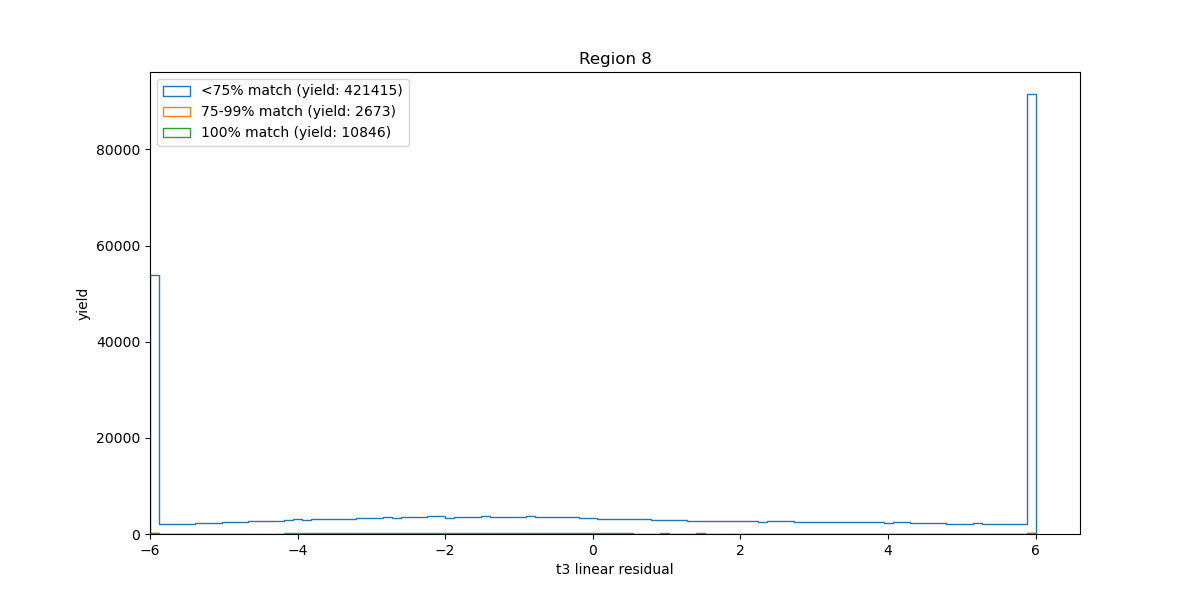 Region 8
<75% match (yield: 421415)
75-99% match (yield: 2673)
100% match (yield: 10846)
yield
80000
60000
40000
20000
0
−6
−4
−2
0
2
4
6
t3 linear residual